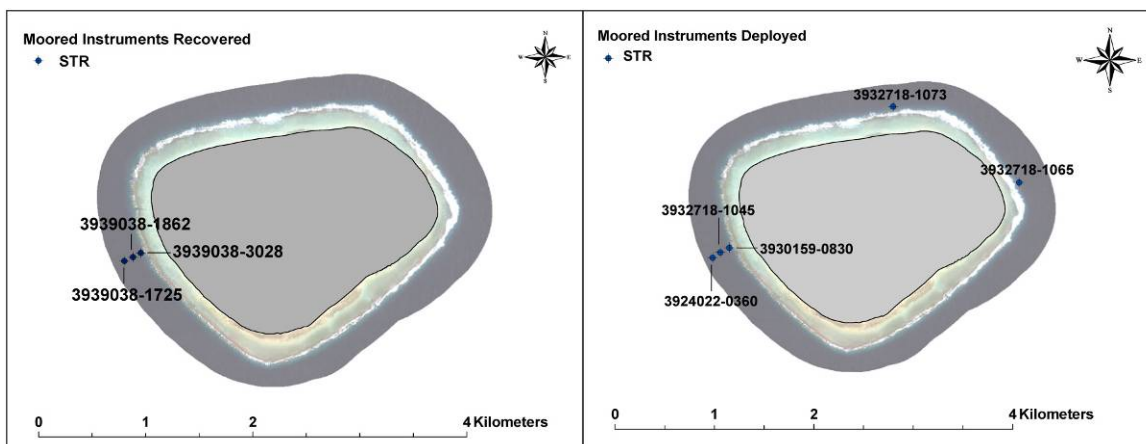 Moored Instruments Recovered
STR
N
W E
S
3939038-1862
3939038-3028
3939038-1725
0 1 2 4 Kilometers
Moored Instruments Deployed
STR
N
W E
S
3932718-1073
3932718-1065
3932718-1045
3930159-0830
3924022-0360
0 1 2 4 Kilometers